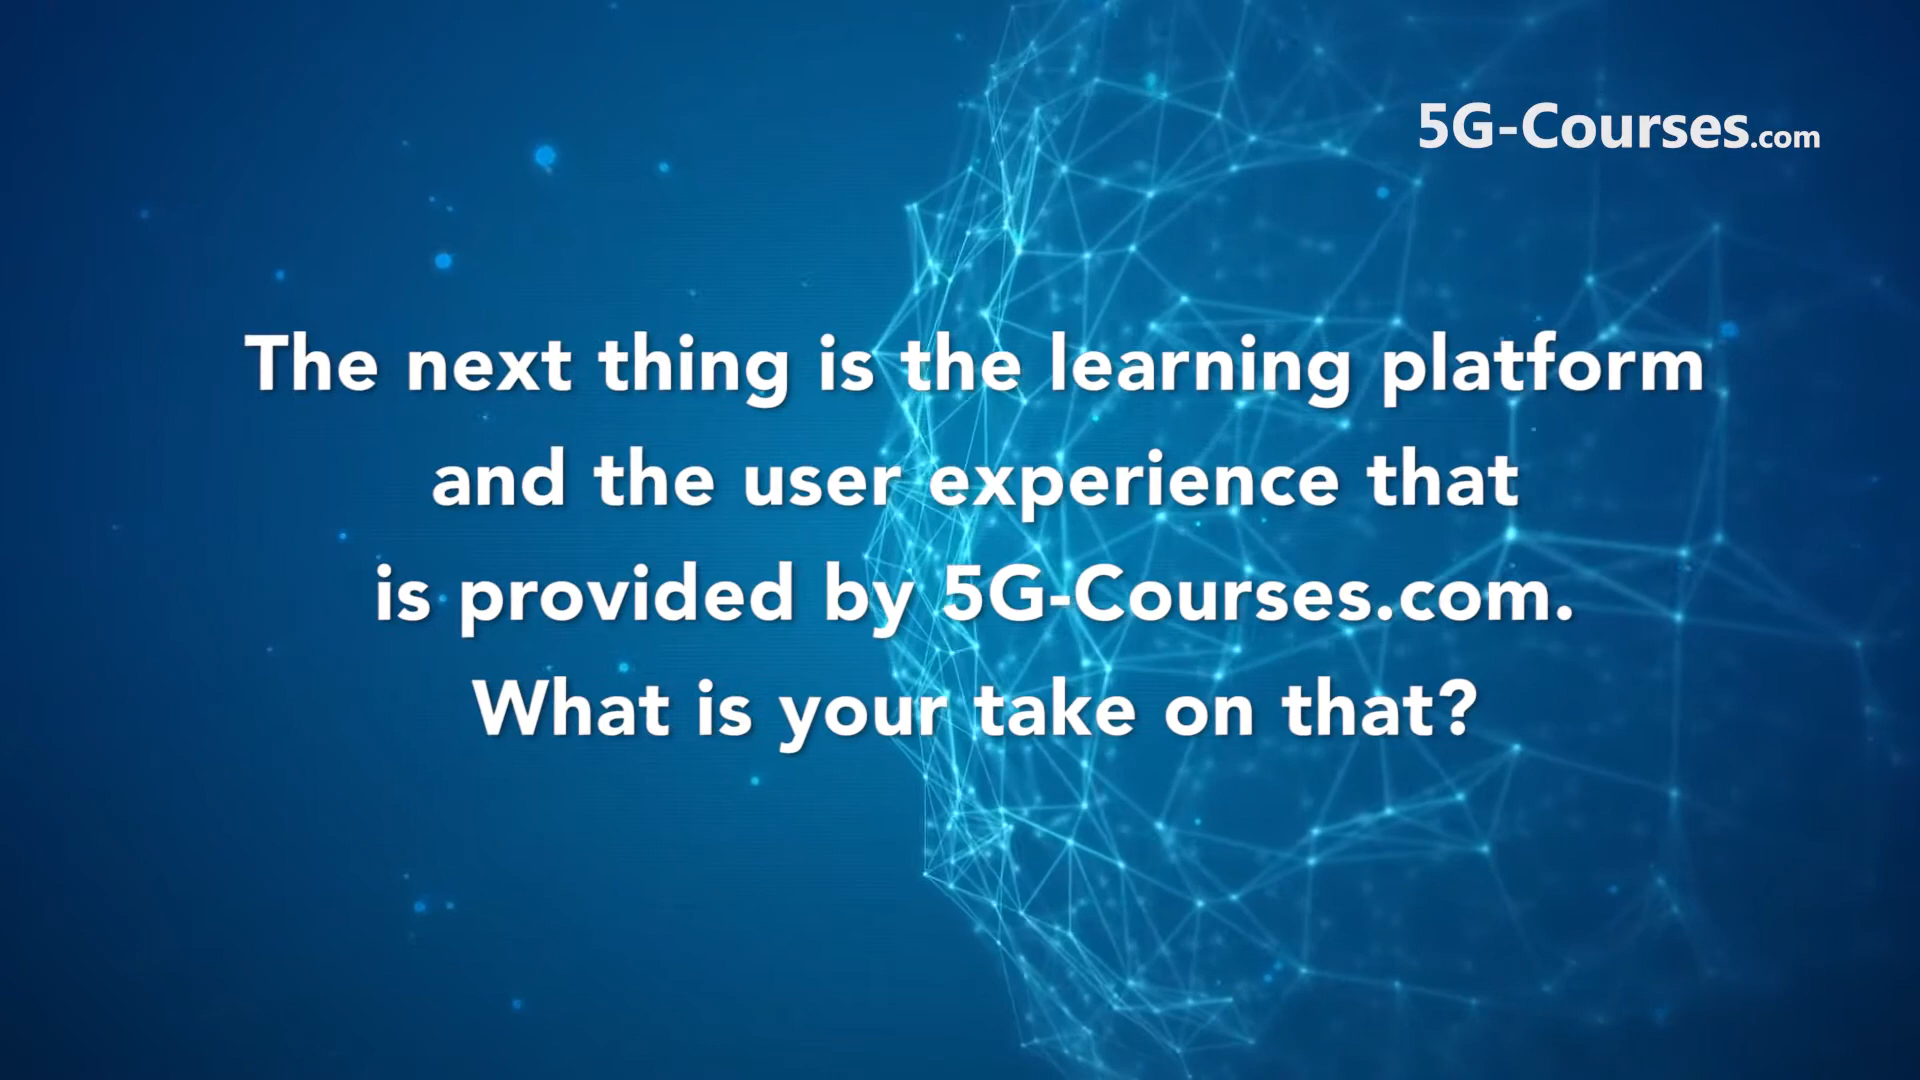 5G-Courses.com
The next thing is the learning platform
and the user experience that
is provided by 5G-Courses.com.
What is your take on that?